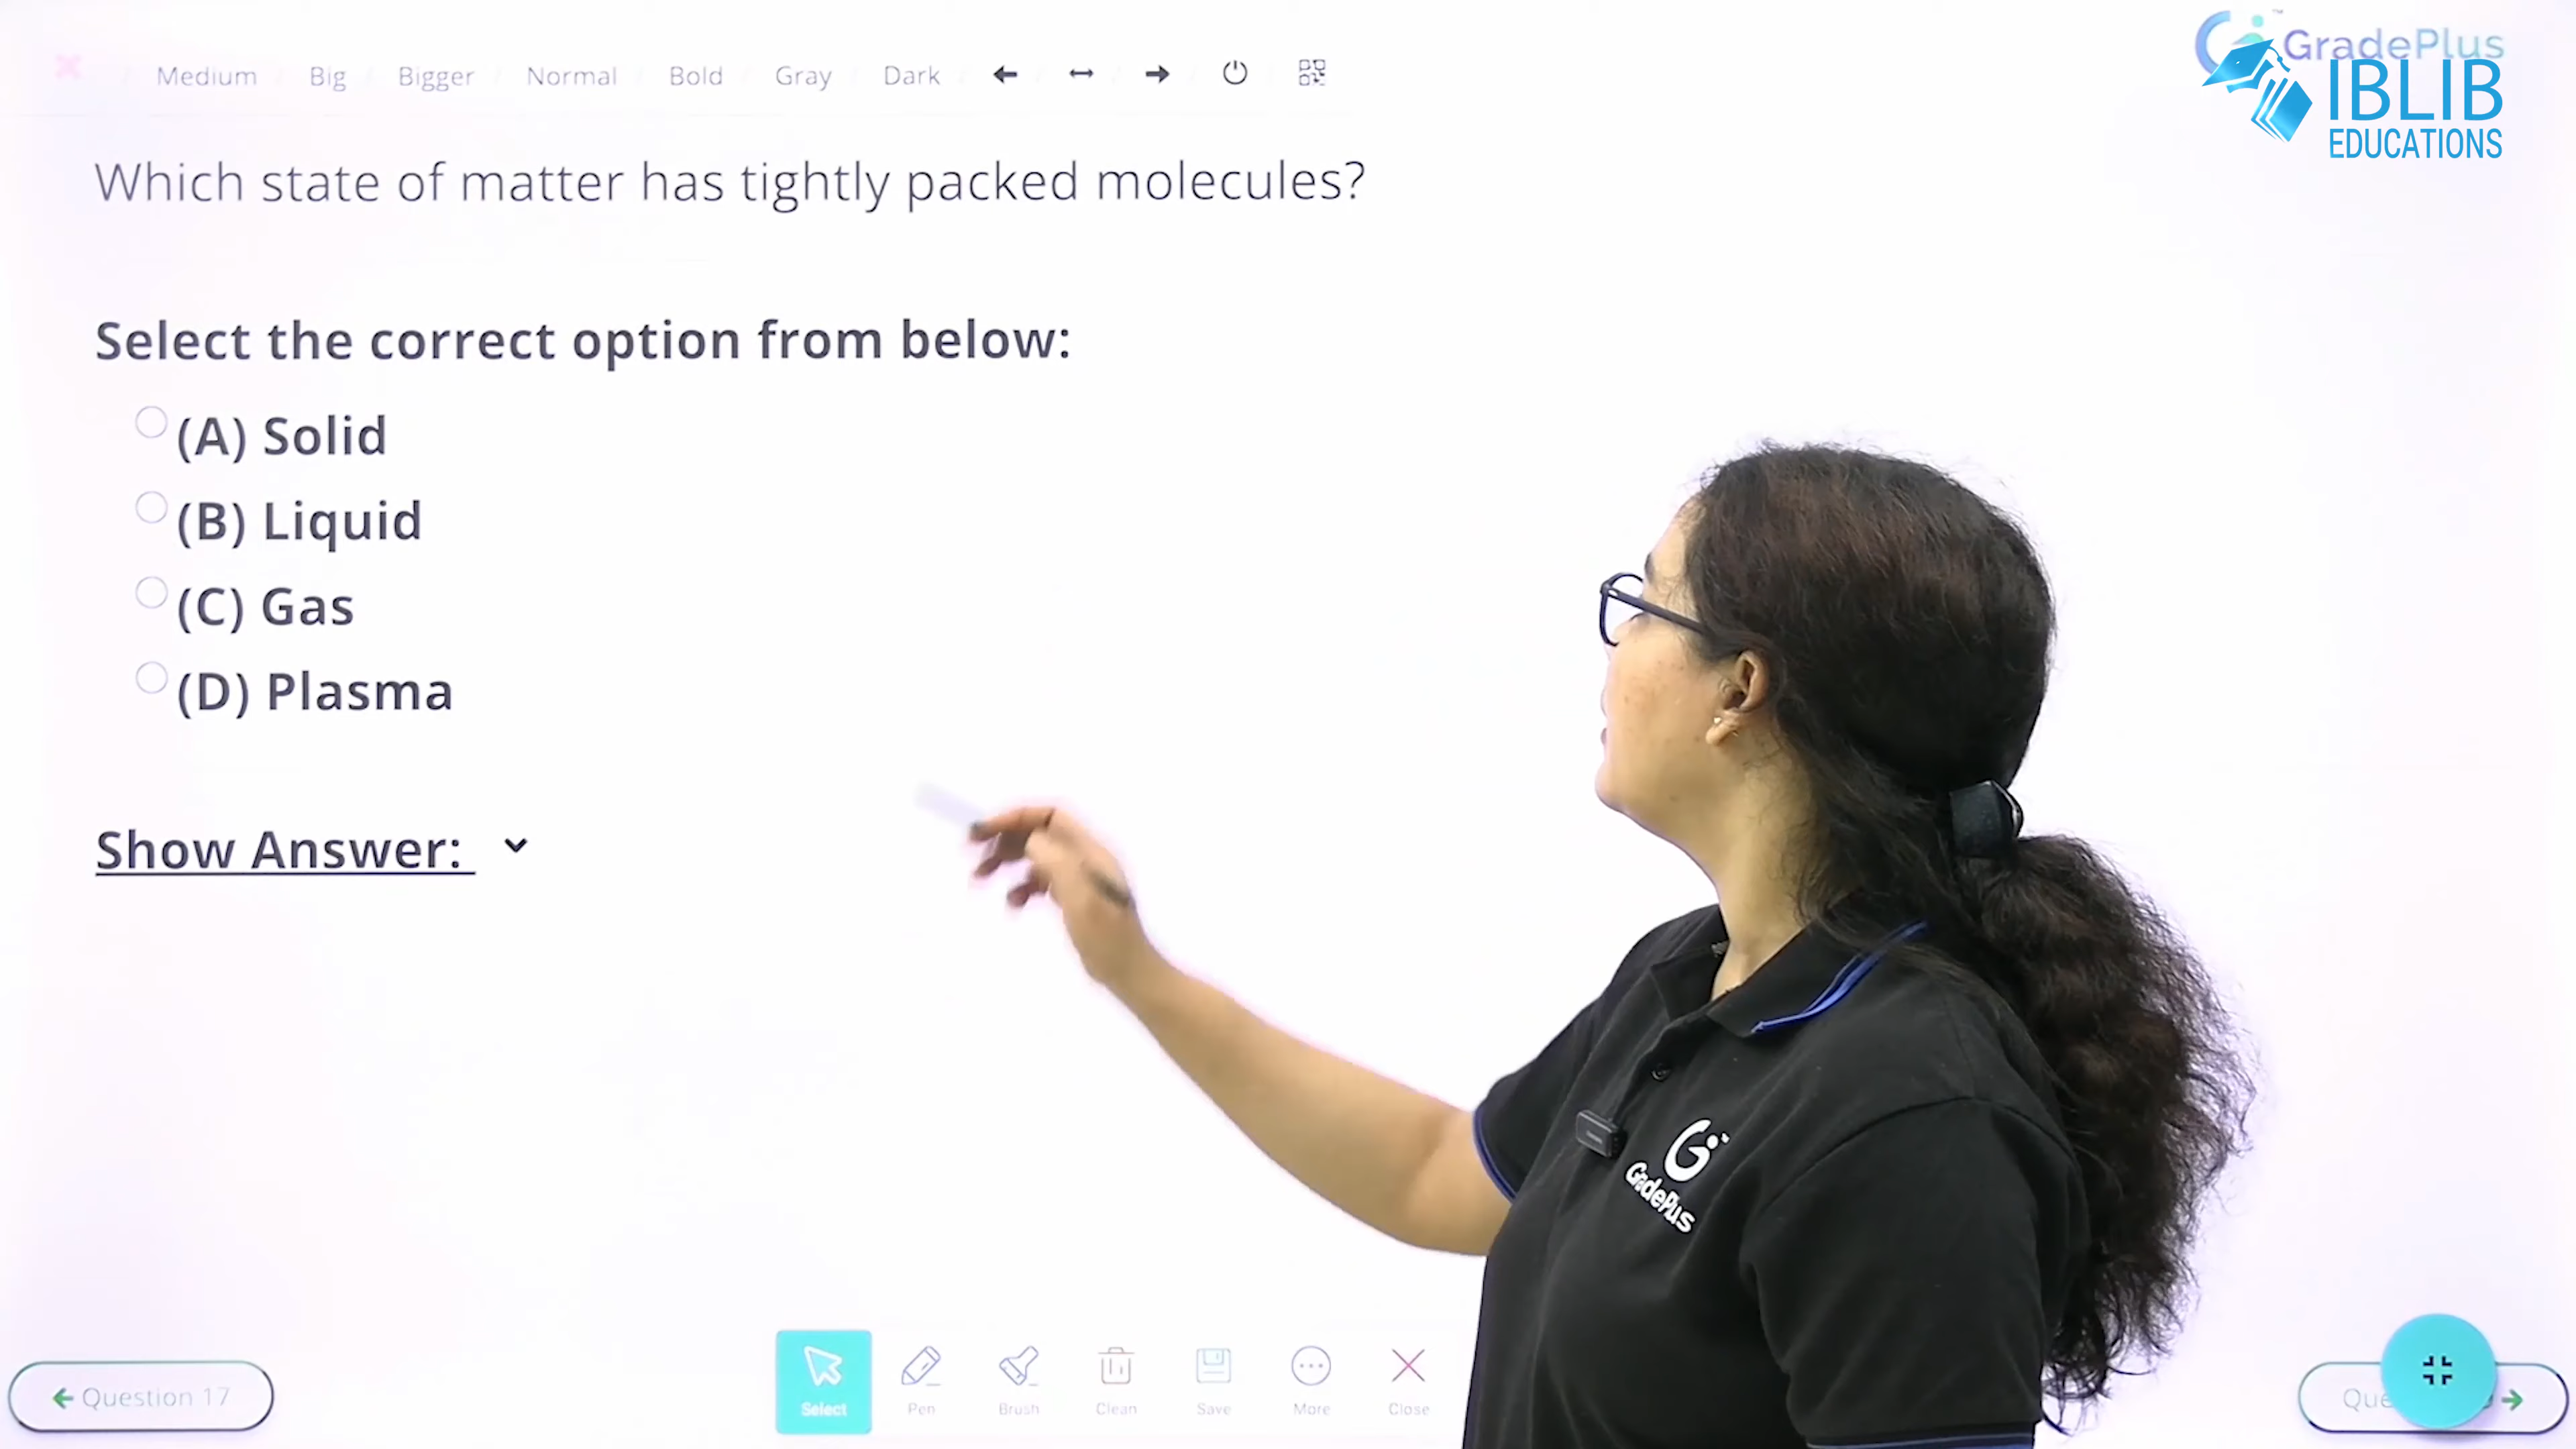 Medium / Big / Bigger / Normal / Bold / Gray / Dark
GradePlus
IBLIB
EDUCATIONS
Which state of matter has tightly packed molecules?
Select the correct option from below:
(A) Solid
(B) Liquid
(C) Gas
(D) Plasma
Show Answer:
GradePlus
Question 17
Select Pen Brush Clean Save More Close